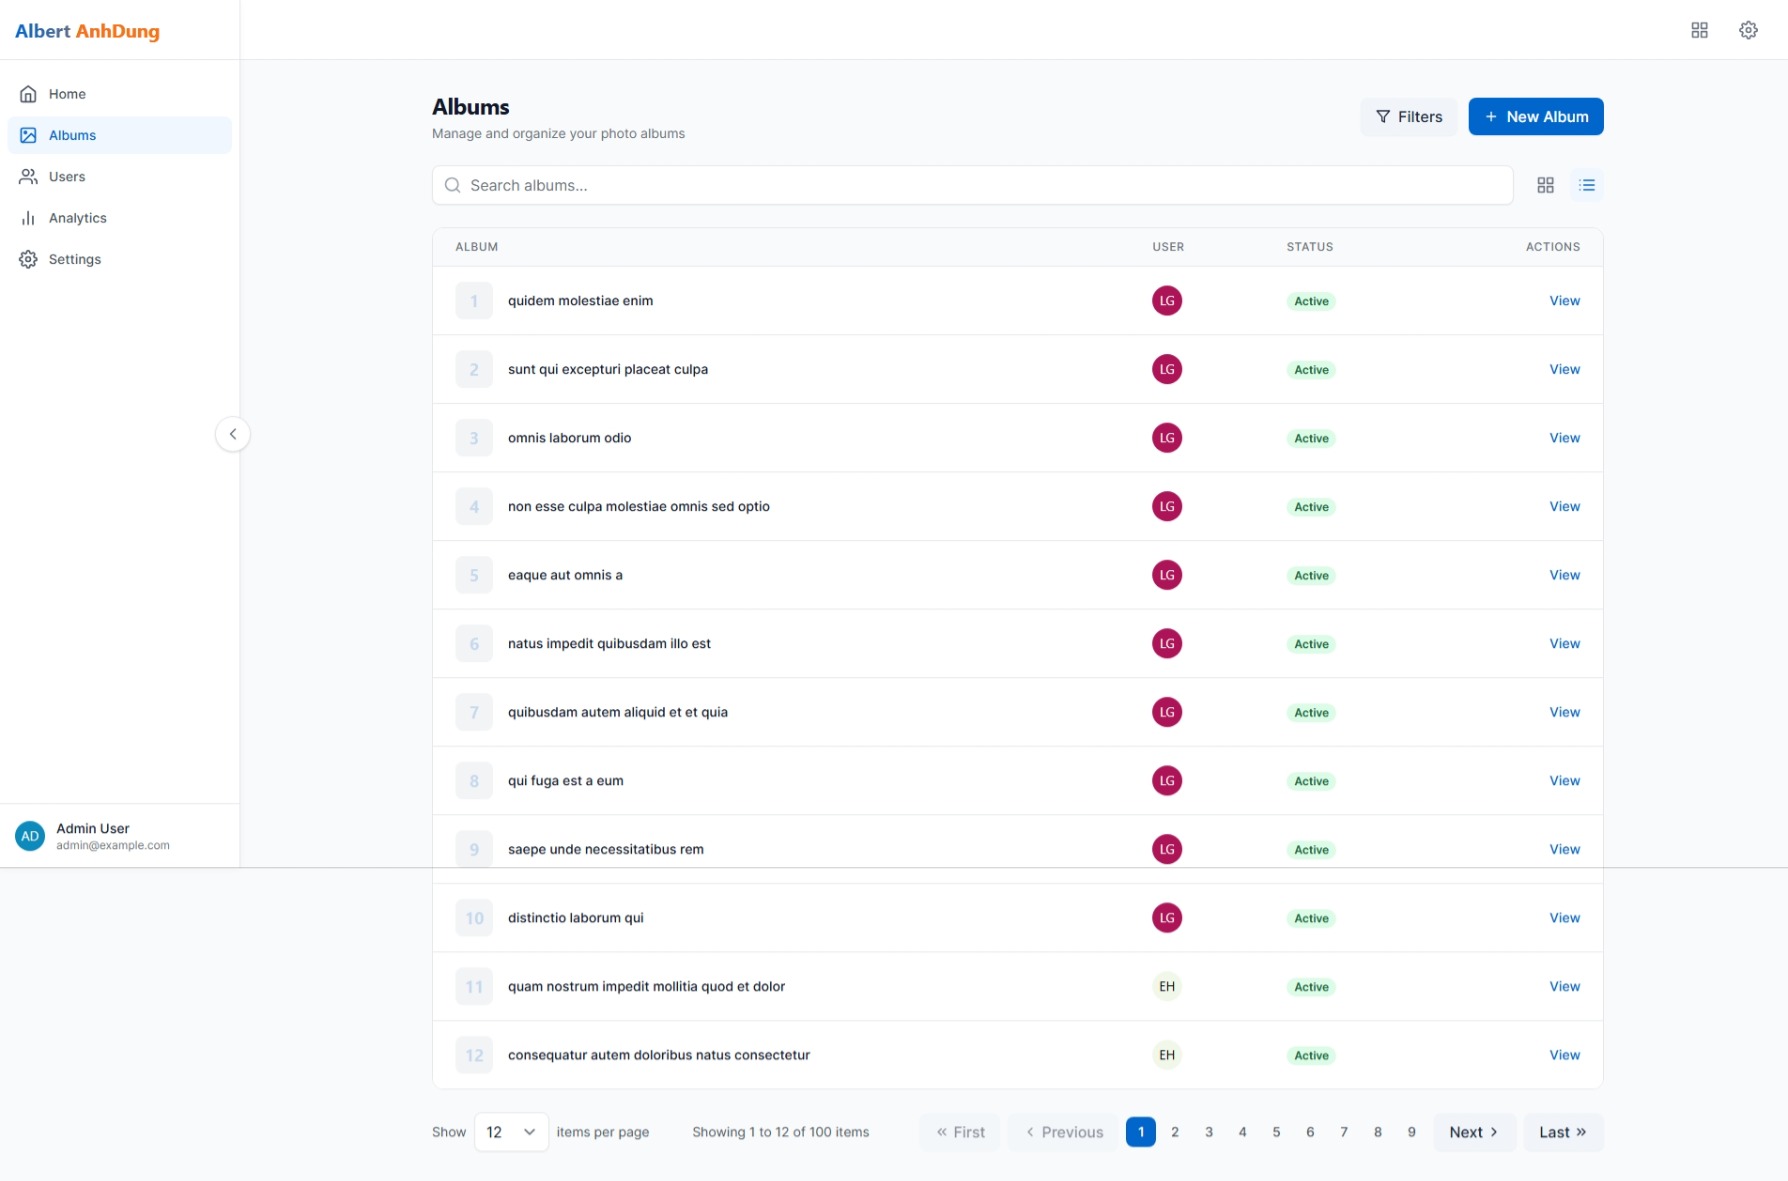 Albert AnhDung
Home
Albums
Users
Analytics
Settings
Admin User
AD
admin@example.com
Albums
Manage and organize your photo albums
Filters
New Album
Search albums...
ALBUM USER STATUS ACTIONS
1 quidem molestiae enim LG Active View
2 sunt qui excepturi placeat culpa LG Active View
3 omnis laborum odio LG Active View
4 non esse culpa molestiae omnis sed optio LG Active View
5 eaque aut omnis a LG Active View
6 natus impedit quibusdam illo est LG Active View
7 quibusdam autem aliquid et et quia LG Active View
8 qui fuga est a eum LG Active View
9 saepe unde necessitatibus rem LG Active View
10 distinctio laborum qui LG Active View
11 quam nostrum impedit mollitia quod et dolor EH Active View
12 consequatur autem doloribus natus consectetur EH Active View
Show 12 items per page Showing 1 to 12 of 100 items « First ‹ Previous 1 2 3 4 5 6 7 8 9 Next › Last »